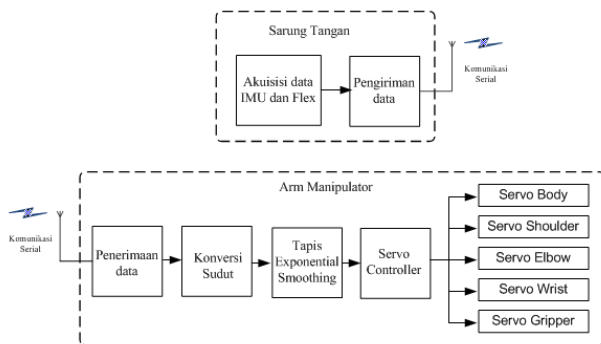 Sarung Tangan
Akuisisi data
IMU dan Flex
Pengiriman
data
Komunikasi
Serial
Arm Manipulator
Komunikasi
Serial
Penerimaan
data
Konversi
Sudut
Tapis
Exponential
Smoothing
Servo
Controller
Servo Body
Servo Shoulder
Servo Elbow
Servo Wrist
Servo Gripper